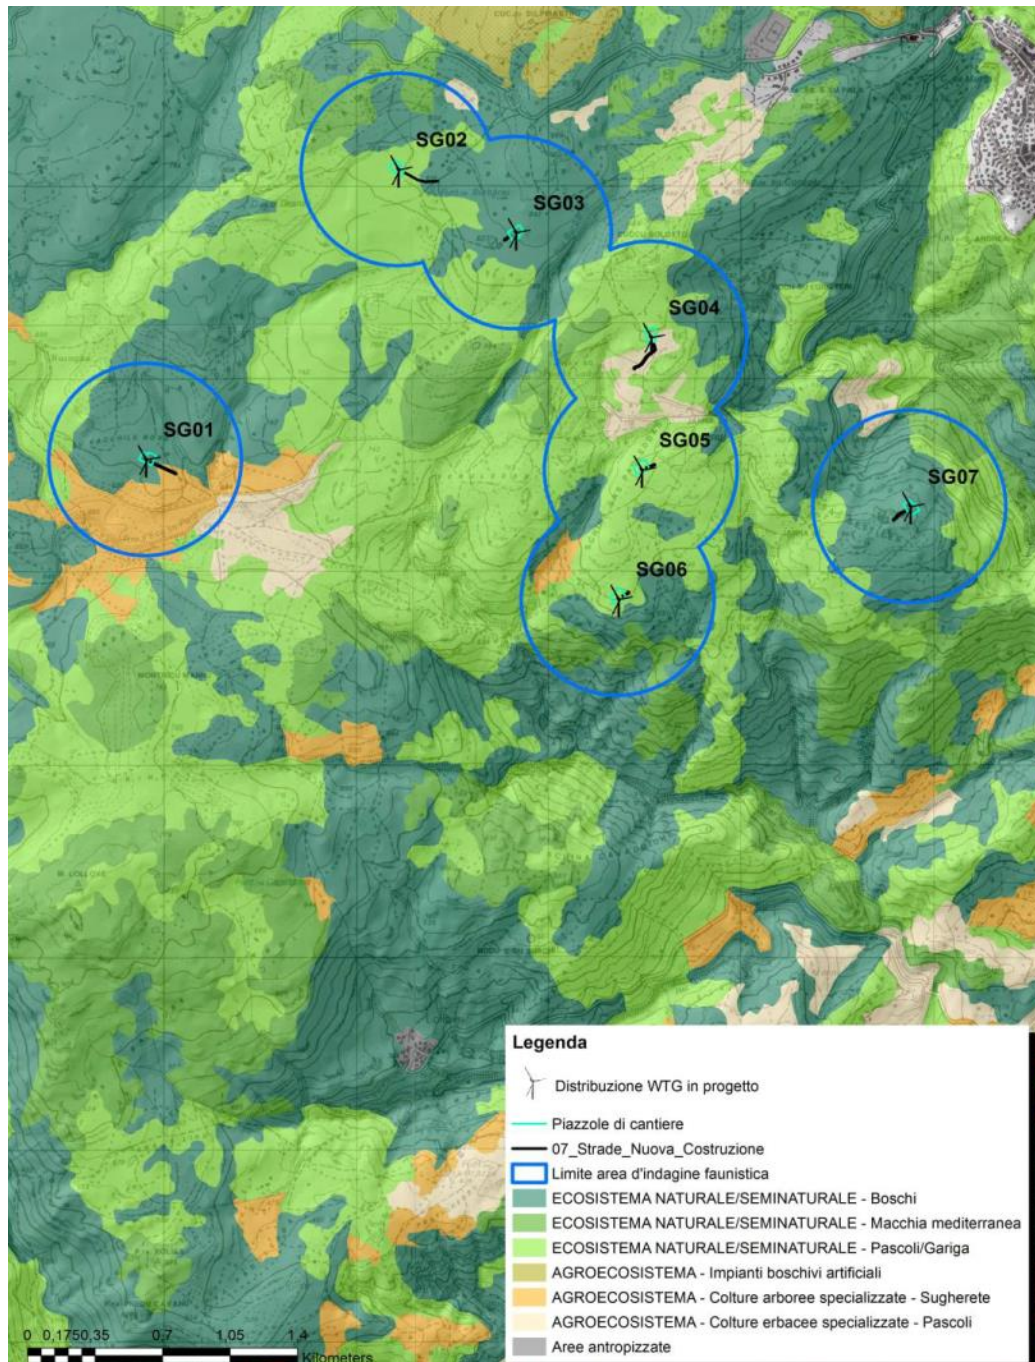 SG02
SG03
SG04
SG01
SG05
SG07
SG06
Legenda
Distribuzione WTG in progetto
Piazzole di cantiere
07_Strade_Nuova_Costruzione
Limite area d'indagine faunistica
ECOSISTEMA NATURALE/SEMINATURALE - Boschi
ECOSISTEMA NATURALE/SEMINATURALE - Macchia mediterranea
ECOSISTEMA NATURALE/SEMINATURALE - Pascoli/Gariga
AGROECOSISTEMA - Impianti boschivi artificiali
AGROECOSISTEMA - Colture arboree specializzate - Sugherete
AGROECOSISTEMA - Colture erbacee specializzate - Pascoli
Aree antropizzate
0 0,1750,35 0,7 1,05 1,4
Kilometers